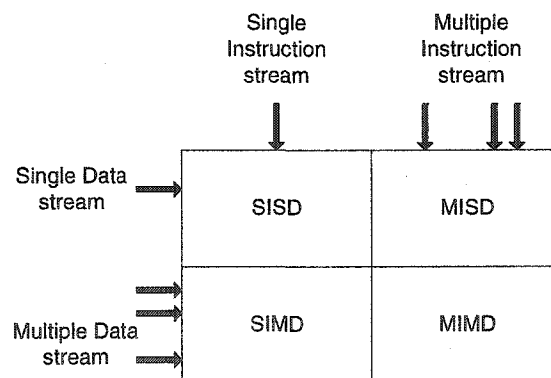 Single
Instruction
stream
Multiple
Instruction
stream
Single Data
stream
SISD
MISD
Multiple Data
stream
SIMD
MIMD